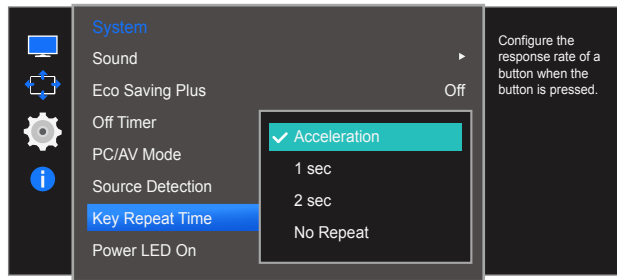 System
Sound
Eco Saving Plus
Off
Off Timer
PC/AV Mode
Source Detection
Key Repeat Time
Power LED On
Acceleration
1 sec
2 sec
No Repeat
Configure the
response rate of a
button when the
button is pressed.